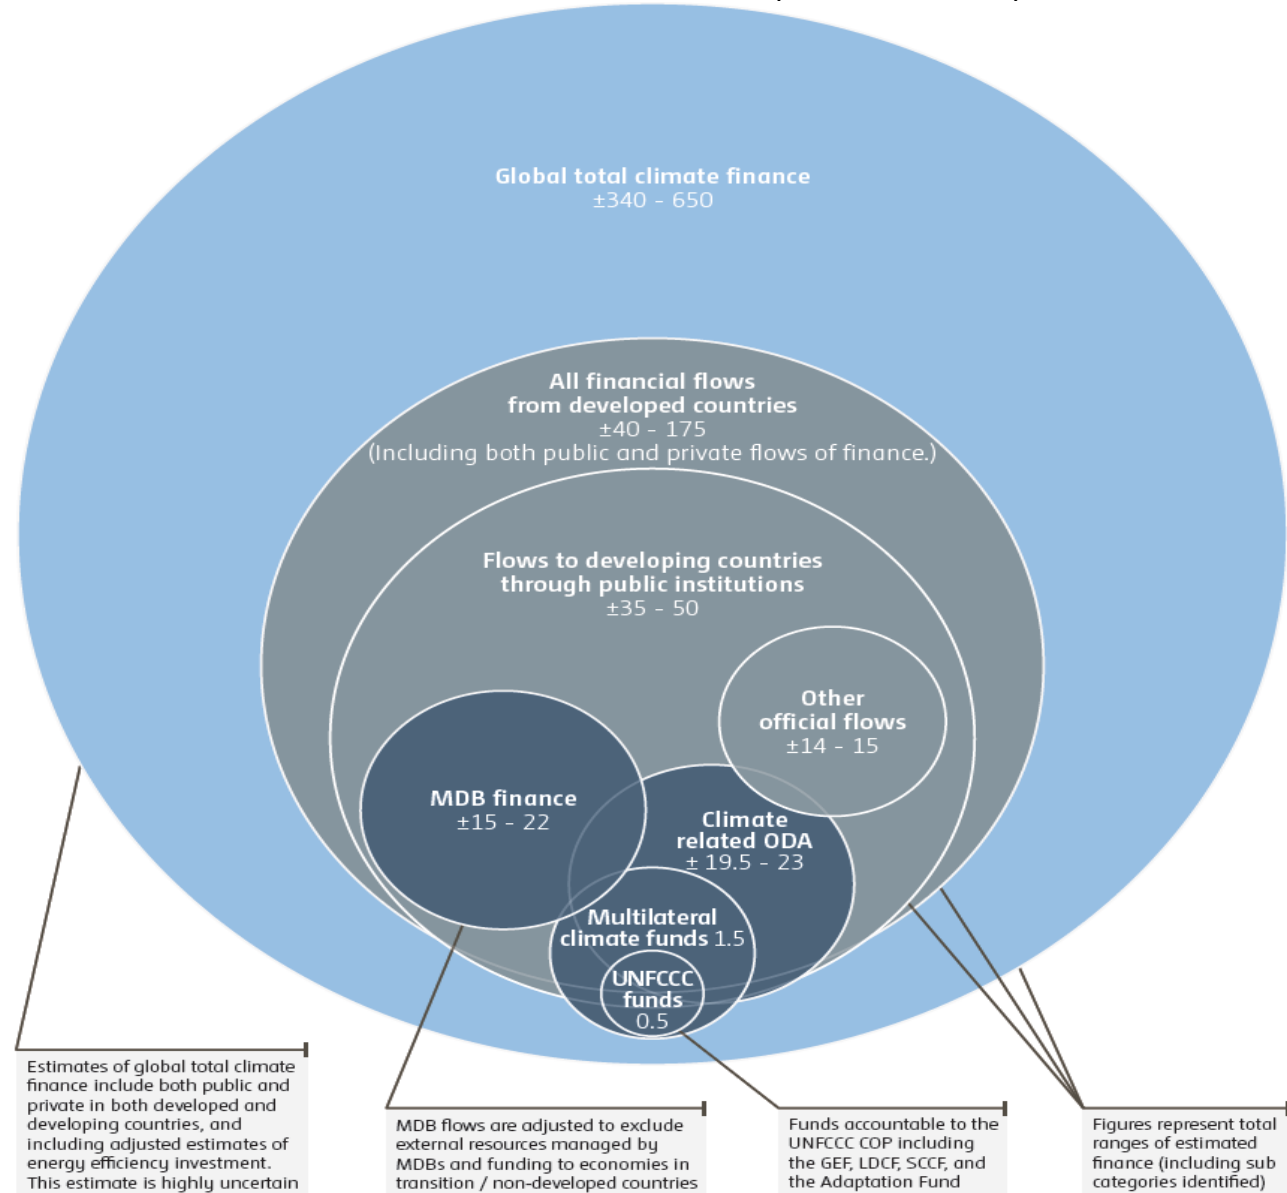 Global total climate finance
±340 - 650
All financial flows
from developed countries
±40 - 175
(Including both public and private flows of finance.)
Flows to developing countries
through public institutions
±35 - 50
Other
official flows
±14 - 15
MDB finance
±15 - 22
Climate
related ODA
± 19.5 - 23
Multilateral
climate funds 1.5
UNFCCC
funds
0.5
Estimates of global total climate
finance include both public and
private in both developed and
developing countries, and
including adjusted estimates of
energy efficiency investment.
This estimate is highly uncertain
MDB flows are adjusted to exclude
external resources managed by
MDBs and funding to economies in
transition / non-developed countries
Funds accountable to the
UNFCCC COP including
the GEF, LDCF, SCCF, and
the Adaptation Fund
Figures represent total
ranges of estimated
finance (including sub
categories identified)